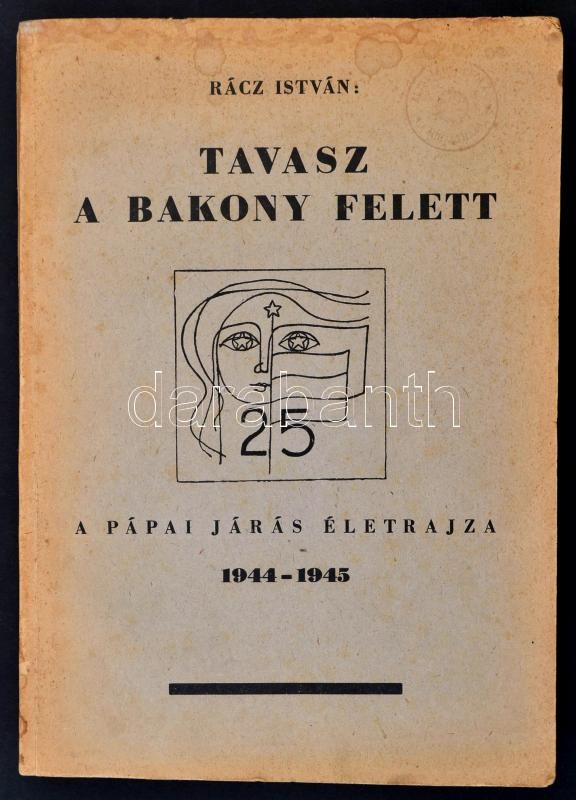 RÁCZ ISTVÁN:
TAVASZ
A BAKONY FELETT
darabanth
25
A PÁPAI JÁRÁS ÉLETRAJZA
1944-1945